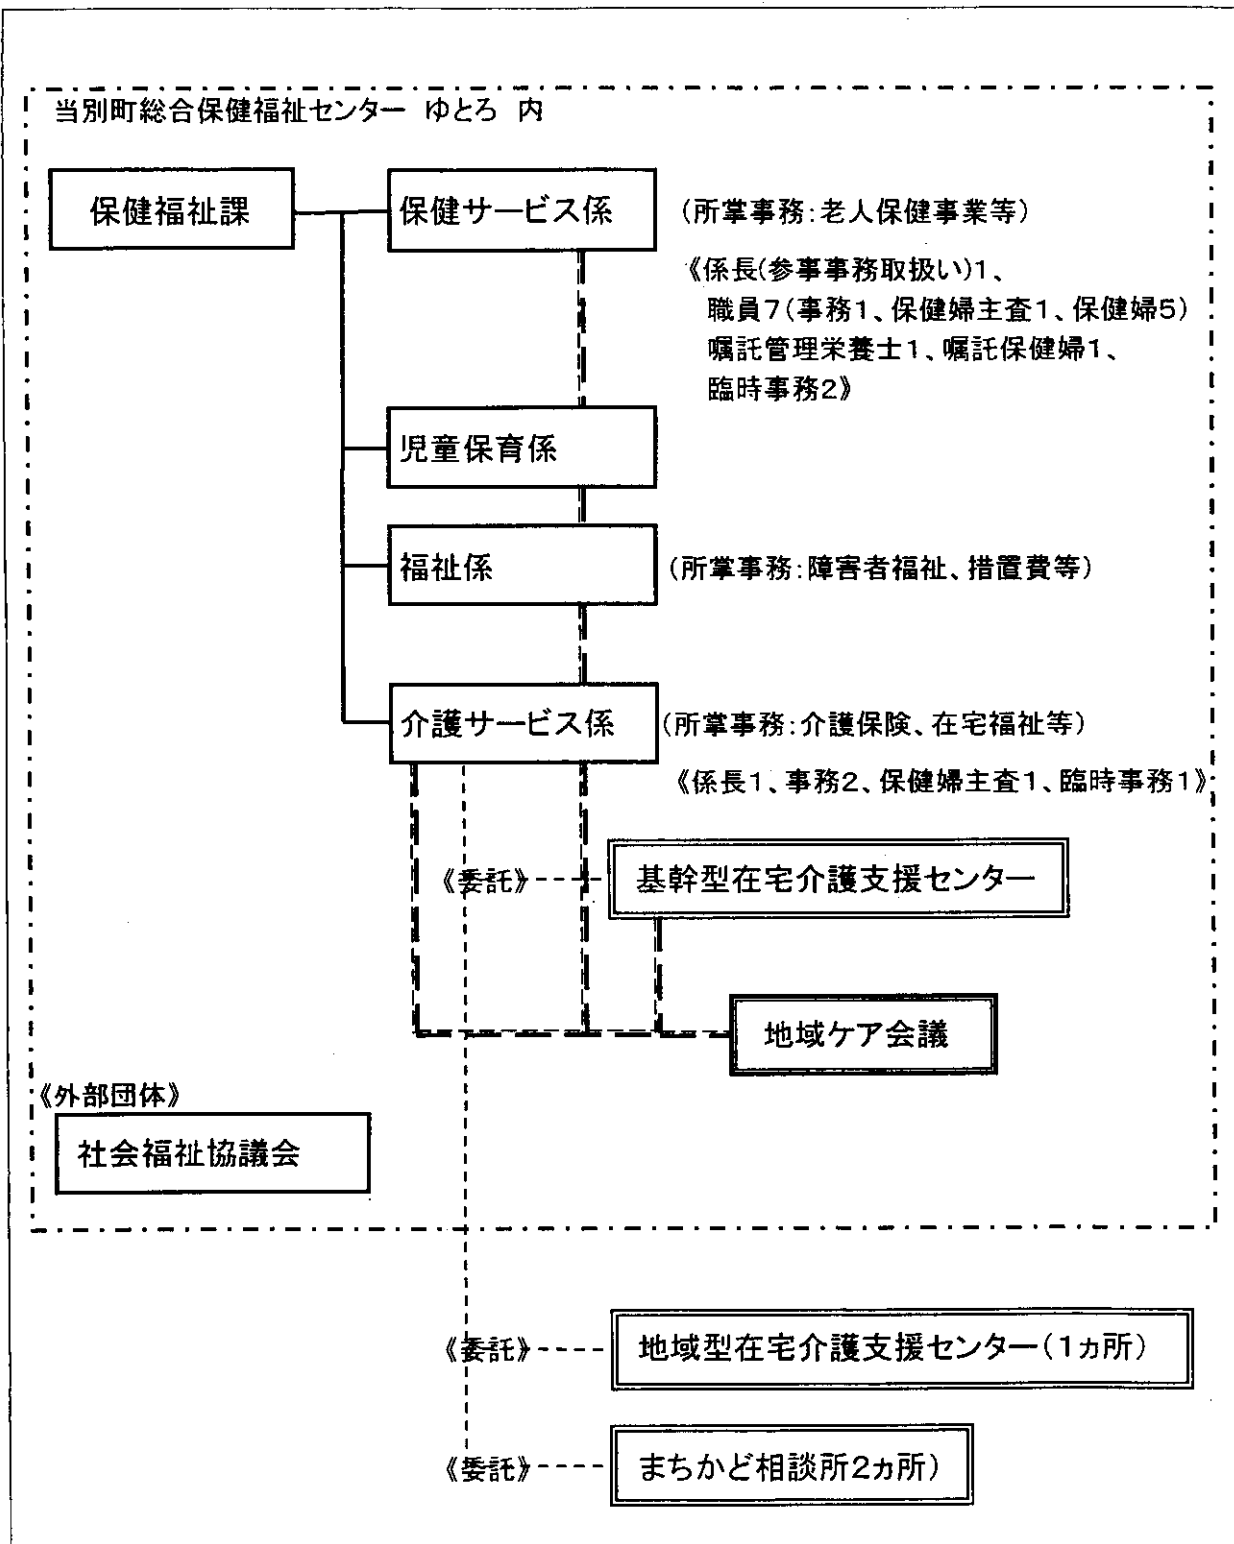 当別町総合保健福祉センター ゆとろ 内
保健福祉課
保健サービス係
(所掌事務:老人保健事業等)
《係長(参事事務取扱い)1、
職員7(事務1、保健婦主査1、保健婦5)
嘱託管理栄養士1、嘱託保健婦1、
臨時事務2》
児童保育係
福祉係
(所掌事務:障害者福祉、措置費等)
介護サービス係
(所掌事務:介護保険、在宅福祉等)
《係長1、事務2、保健婦主査1、臨時事務1》
《委託》
基幹型在宅介護支援センター
地域ケア会議
《外部団体》
社会福祉協議会
《委託》
地域型在宅介護支援センター(1ヵ所)
《委託》
まちかど相談所2ヵ所)